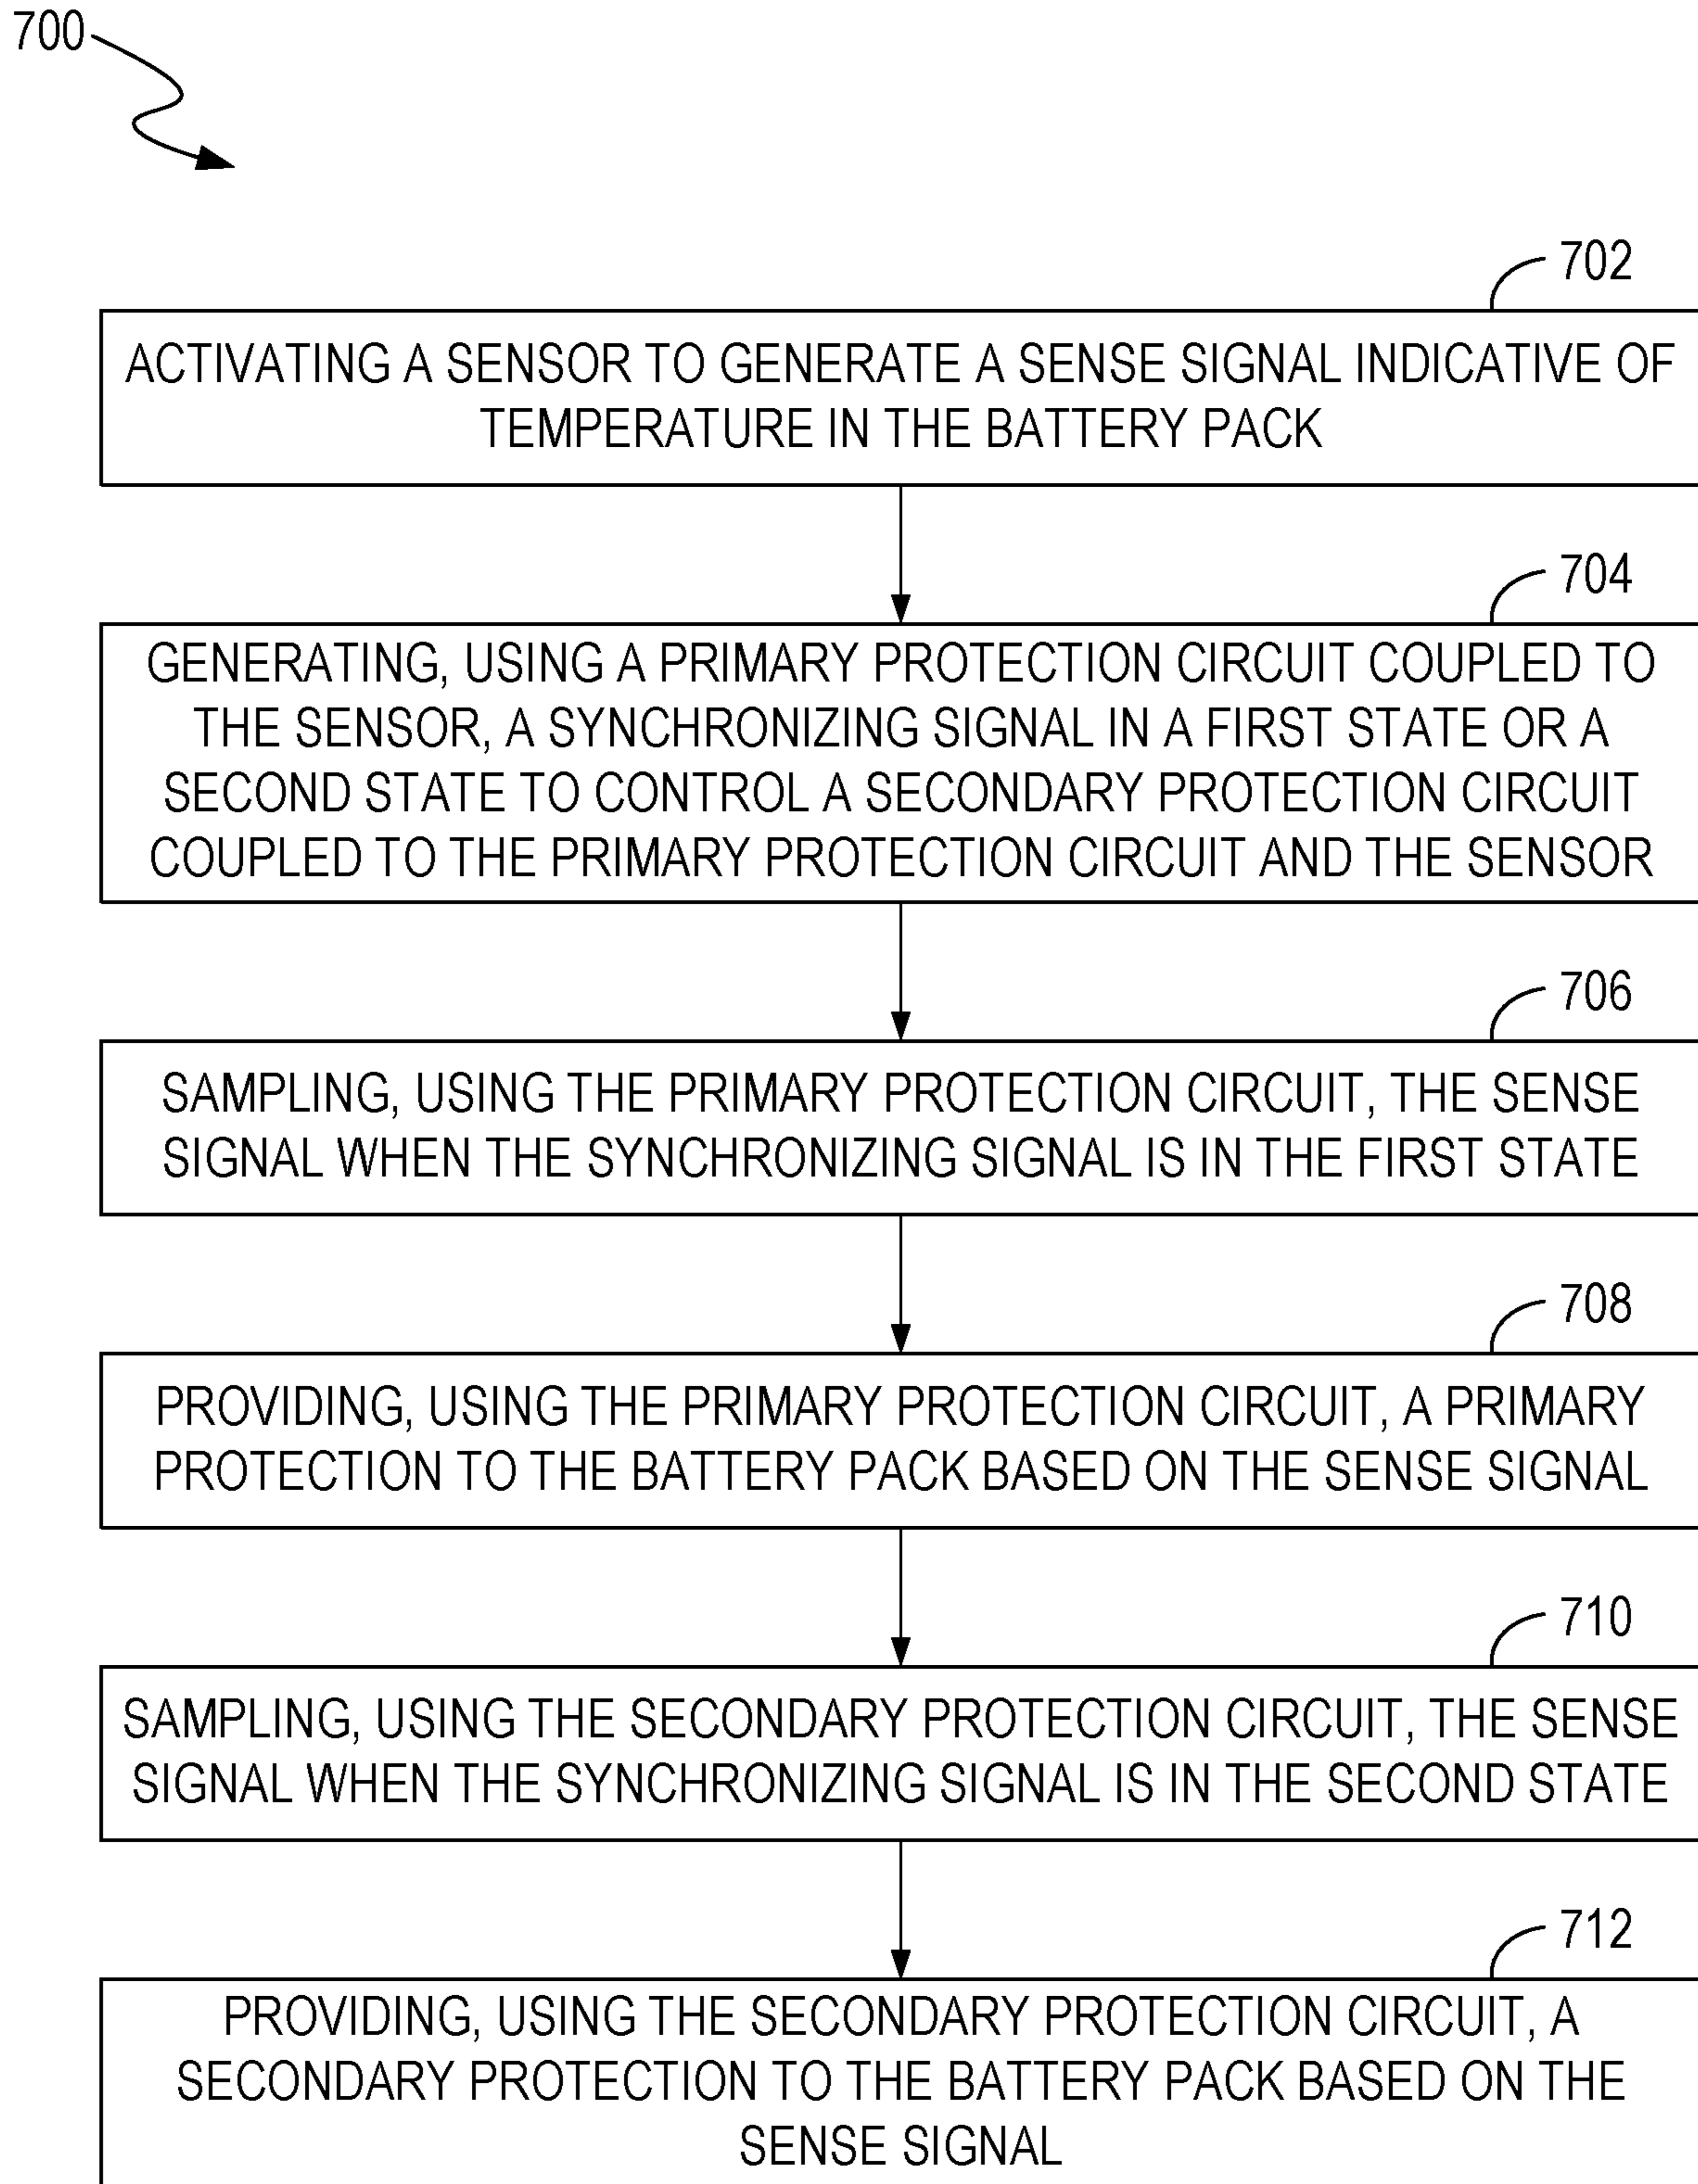 700
702
ACTIVATING A SENSOR TO GENERATE A SENSE SIGNAL INDICATIVE OF
TEMPERATURE IN THE BATTERY PACK
704
GENERATING, USING A PRIMARY PROTECTION CIRCUIT COUPLED TO
THE SENSOR, A SYNCHRONIZING SIGNAL IN A FIRST STATE OR A
SECOND STATE TO CONTROL A SECONDARY PROTECTION CIRCUIT
COUPLED TO THE PRIMARY PROTECTION CIRCUIT AND THE SENSOR
706
SAMPLING, USING THE PRIMARY PROTECTION CIRCUIT, THE SENSE
SIGNAL WHEN THE SYNCHRONIZING SIGNAL IS IN THE FIRST STATE
708
PROVIDING, USING THE PRIMARY PROTECTION CIRCUIT, A PRIMARY
PROTECTION TO THE BATTERY PACK BASED ON THE SENSE SIGNAL
710
SAMPLING, USING THE SECONDARY PROTECTION CIRCUIT, THE SENSE
SIGNAL WHEN THE SYNCHRONIZING SIGNAL IS IN THE SECOND STATE
712
PROVIDING, USING THE SECONDARY PROTECTION CIRCUIT, A
SECONDARY PROTECTION TO THE BATTERY PACK BASED ON THE
SENSE SIGNAL